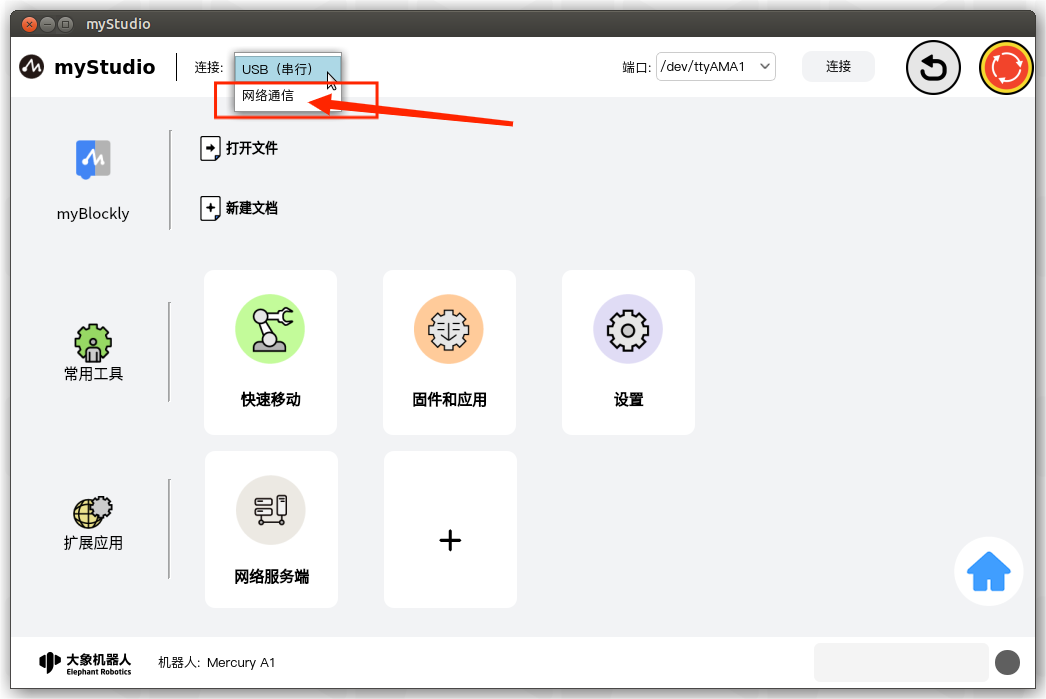 myStudio
myStudio
连接:
USB（串行）
网络通信
端口:
/dev/ttyAMA1
连接
myBlockly
打开文件
新建文档
常用工具
快速移动
固件和应用
设置
扩展应用
网络服务端
大象机器人
Elephant Robotics
机器人: Mercury A1